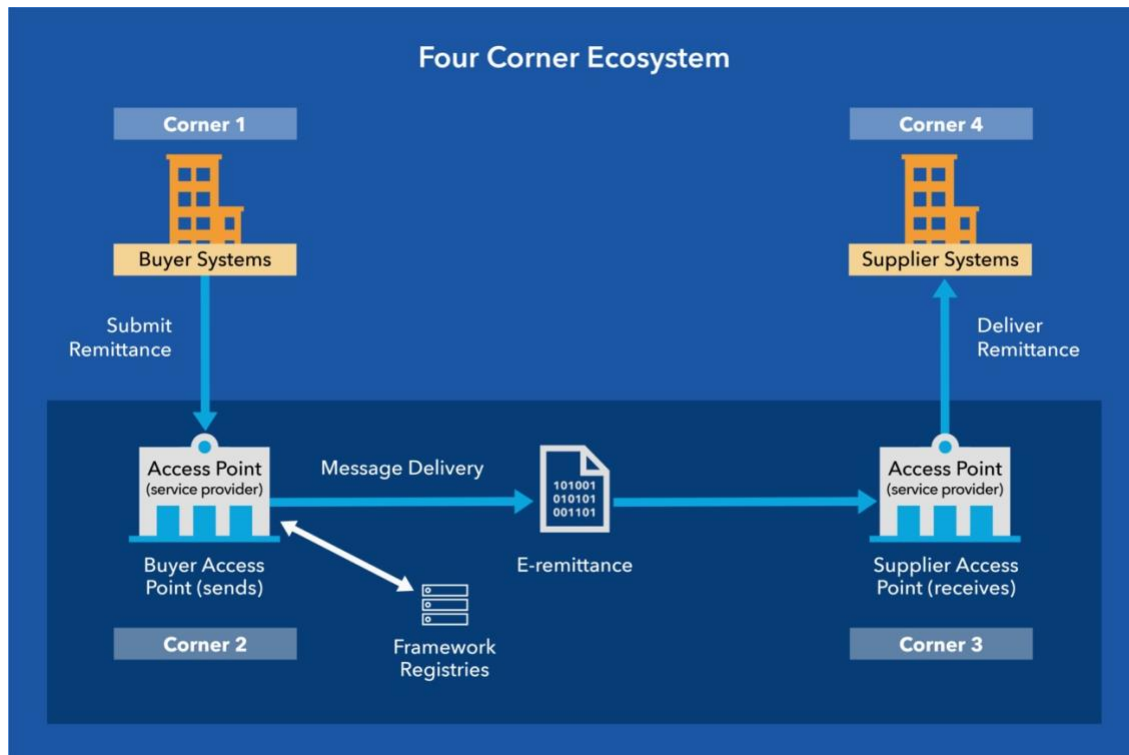 Four Corner Ecosystem
Corner 1
Corner 4
Buyer Systems
Supplier Systems
Submit
Remittance
Deliver
Remittance
Access Point
(service provider)
Message Delivery
101001
010101
001101
Access Point
(service provider)
Buyer Access
Point (sends)
E-remittance
Supplier Access
Point (receives)
Corner 2
Framework
Registries
Corner 3